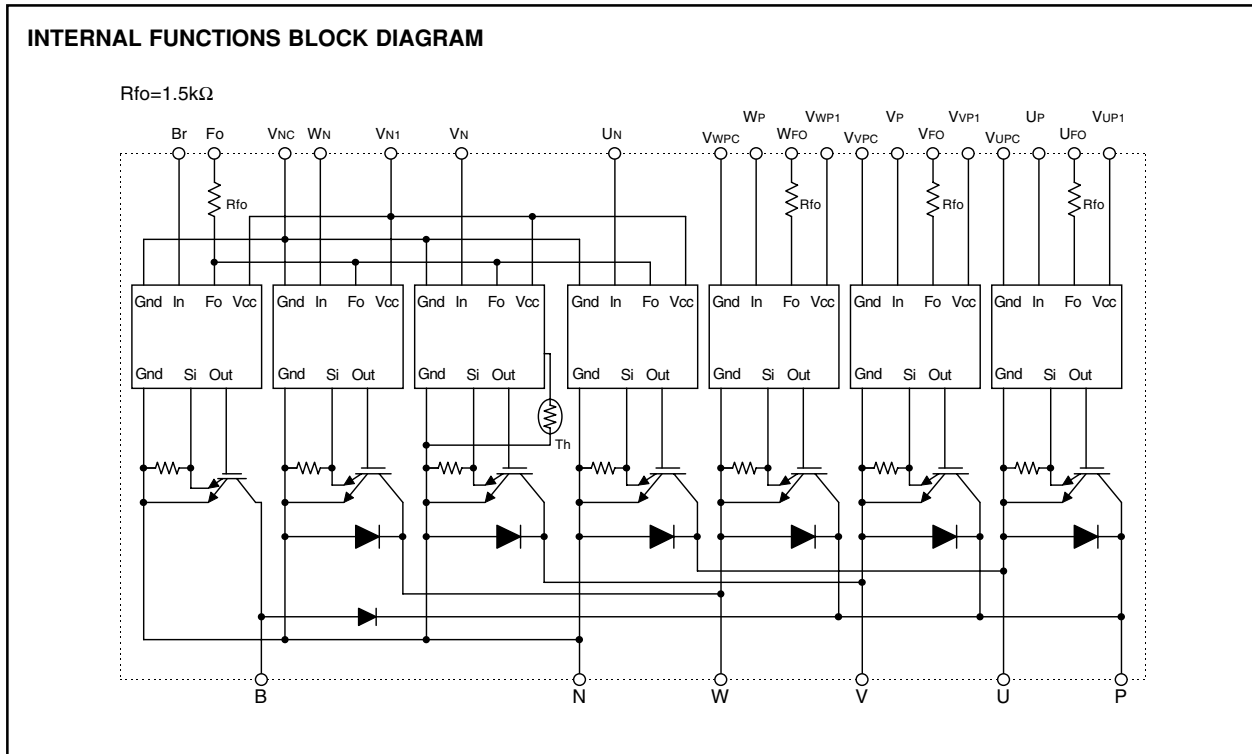 INTERNAL FUNCTIONS BLOCK DIAGRAM
Rfo=1.5kΩ
Br FO VNC WN VN1 VN UN VWPC WP WFO VWP1 VVPC VP VFO VVP1 VUPC UP UFO VUP1
Rfo Rfo Rfo Rfo
Gnd In Fo Vcc Gnd In Fo Vcc Gnd In Fo Vcc Gnd In Fo Vcc Gnd In Fo Vcc Gnd In Fo Vcc Gnd In Fo Vcc
Gnd Si Out Gnd Si Out Gnd Si Out Gnd Si Out Gnd Si Out Gnd Si Out Gnd Si Out
Th
B N W V U P